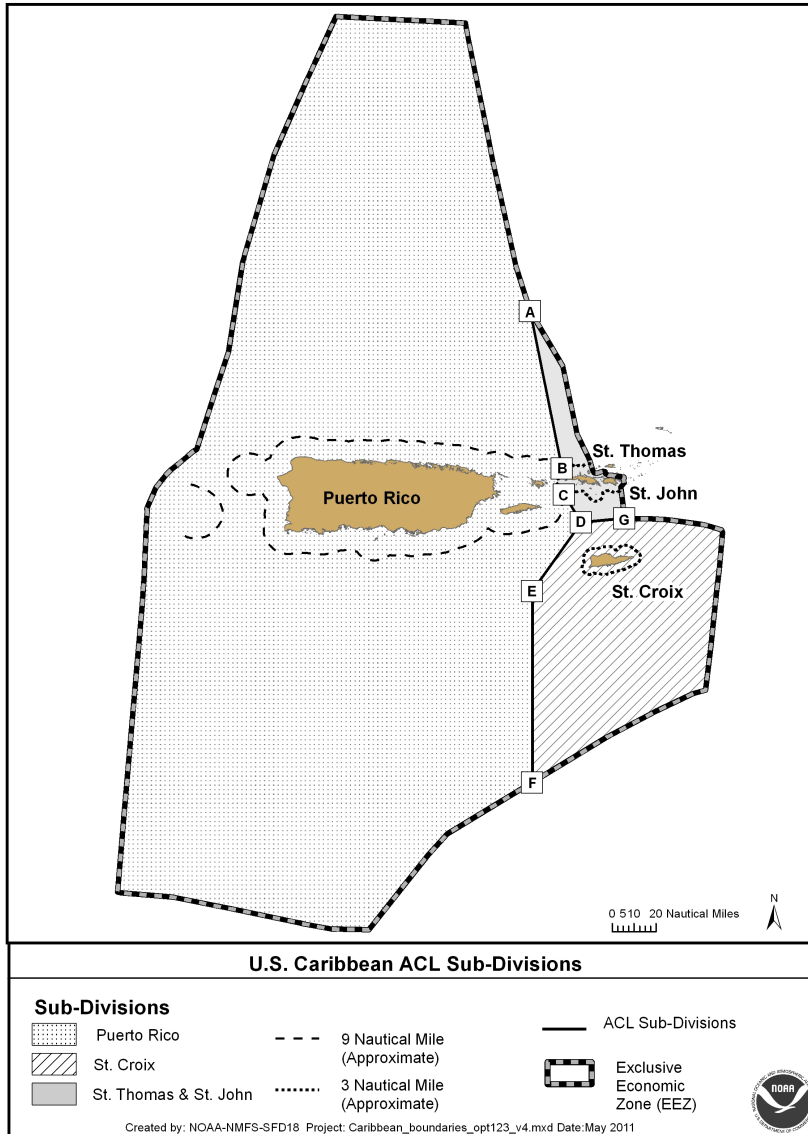 A
St. Thomas
B
St. John
C
Puerto Rico
D
G
E
St. Croix
F
N
0 510 20 Nautical Miles
U.S. Caribbean ACL Sub-Divisions
Sub-Divisions
Puerto Rico
St. Croix
St. Thomas & St. John
9 Nautical Mile
(Approximate)
3 Nautical Mile
(Approximate)
ACL Sub-Divisions
Exclusive
Economic
Zone (EEZ)
NOAA
Created by: NOAA-NMFS-SFD18 Project: Caribbean_boundaries_opt123_v4.mxd Date:May 2011